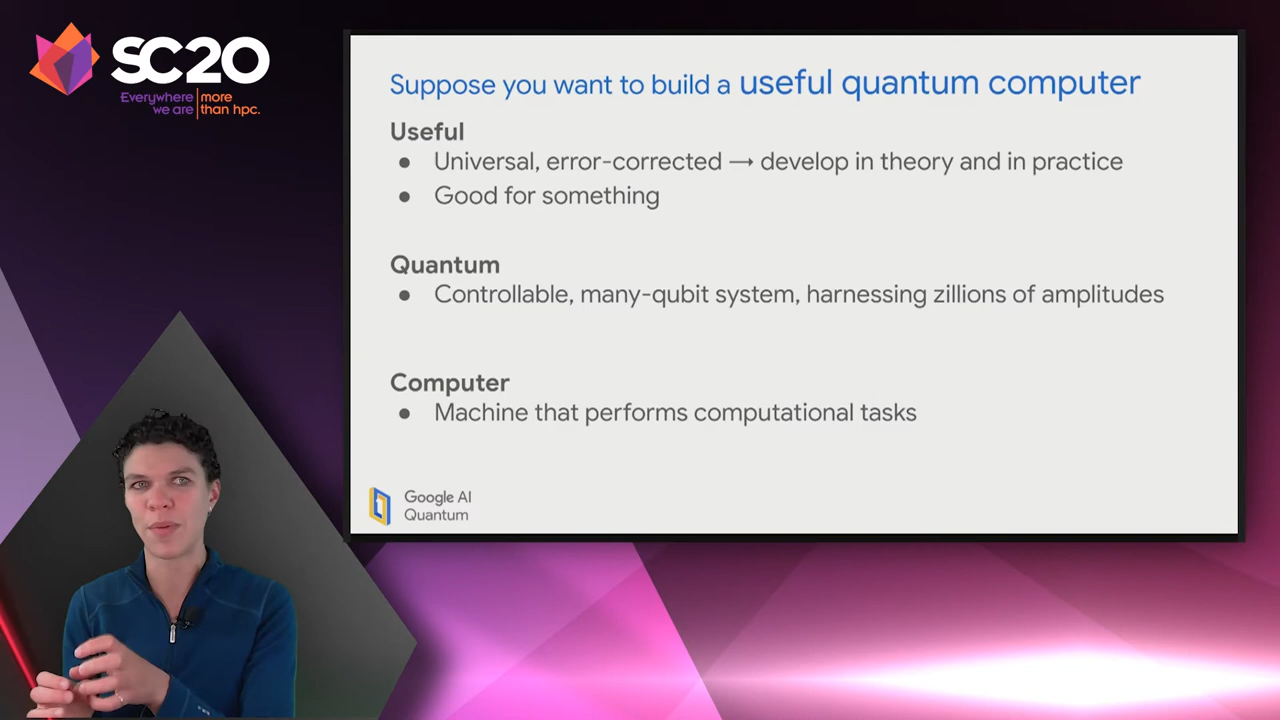 SC20
Everywhere more
we are than hpc.
Suppose you want to build a useful quantum computer
Useful
● Universal, error-corrected → develop in theory and in practice
● Good for something
Quantum
● Controllable, many-qubit system, harnessing zillions of amplitudes
Computer
● Machine that performs computational tasks
Google AI
Quantum